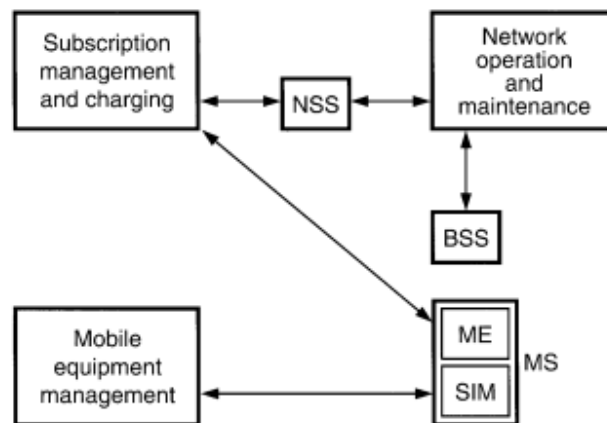 Subscription
management
and charging
NSS
Network
operation
and
maintenance
BSS
Mobile
equipment
management
ME
SIM
MS